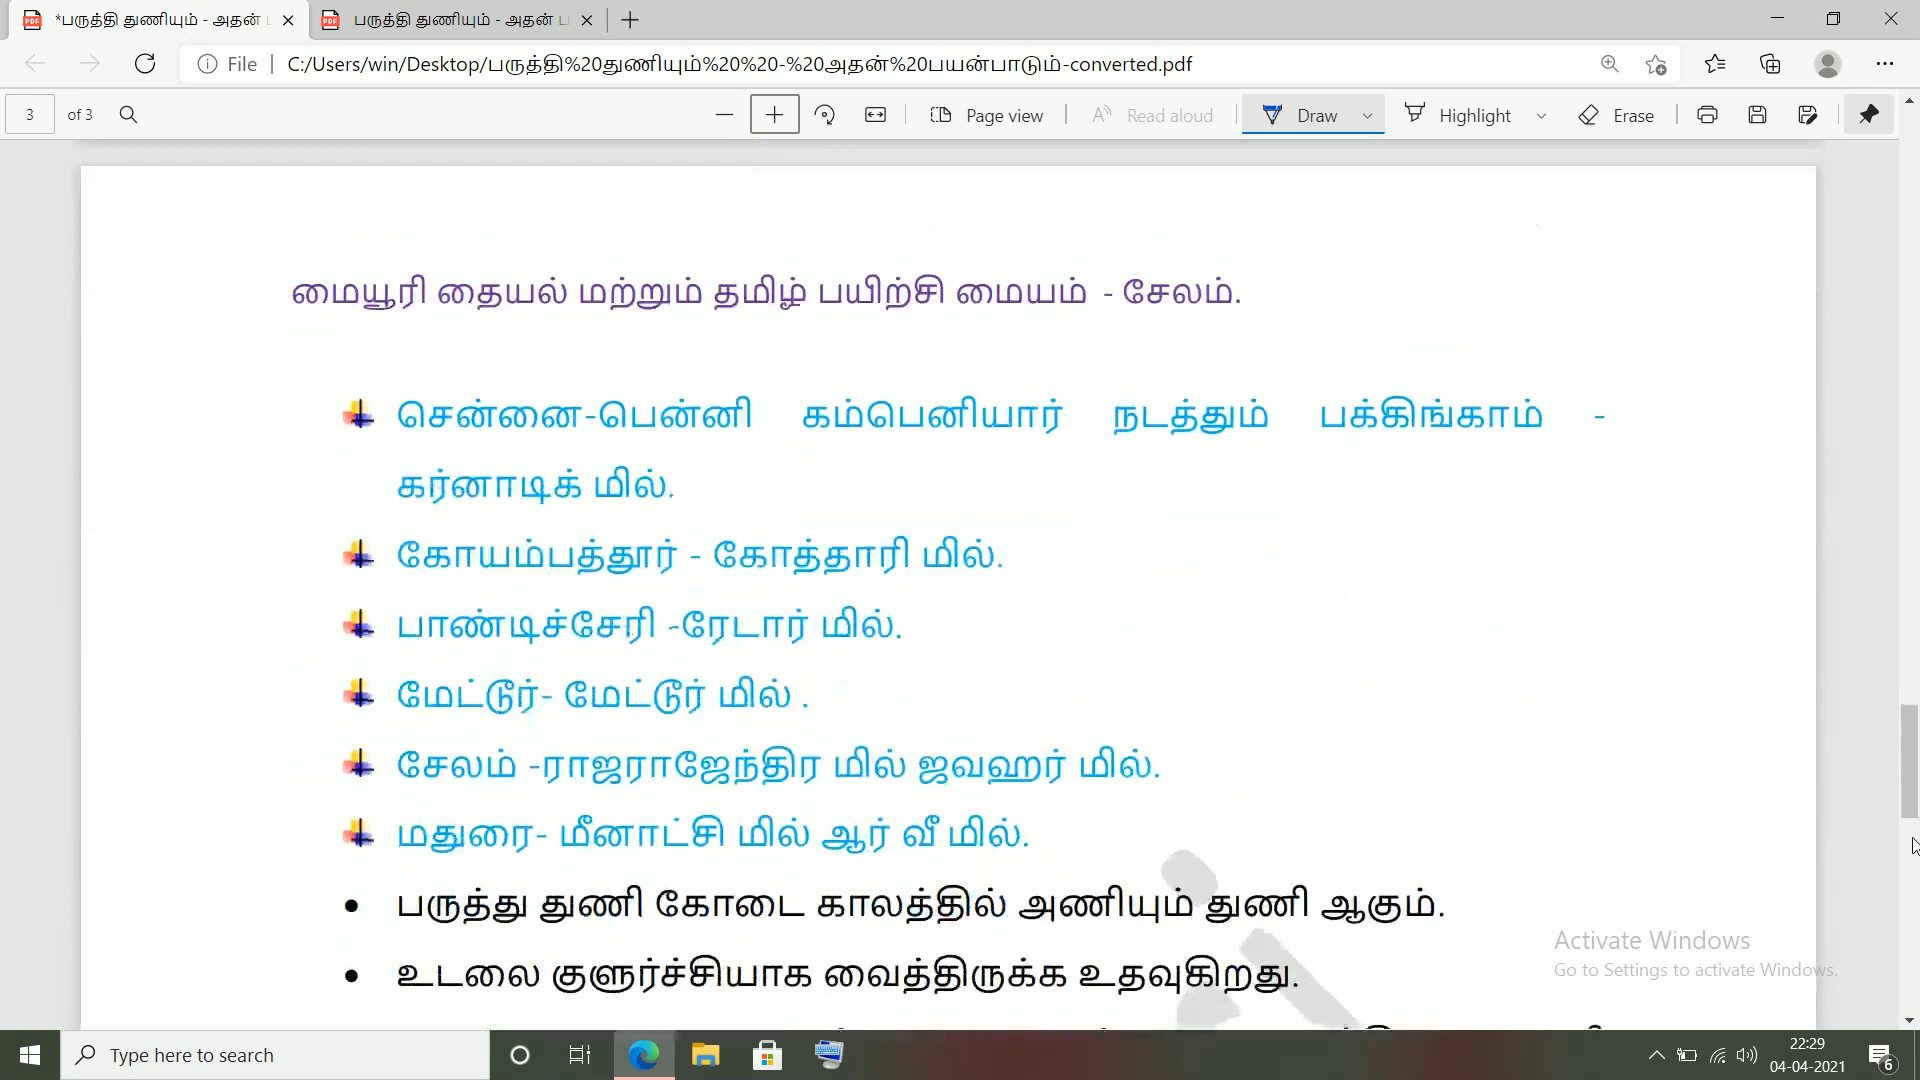 *பருத்தி துணியும் - அதன்
பருத்தி துணியும் - அதன்
File
C:/Users/win/Desktop/பருத்தி%20துணியும்%20%20-%20அதன்%20பயன்பாடும்-converted.pdf
3 of 3
Page view
Read aloud
Draw
Highlight
Erase
மையூரி தையல் மற்றும் தமிழ் பயிற்சி மையம் - சேலம்.
சென்னை-பென்னி கம்பெனியார் நடத்தும் பக்கிங்காம் -
கர்னாடிக் மில்.
கோயம்பத்தூர் - கோத்தாரி மில்.
பாண்டிச்சேரி -ரேடார் மில்.
மேட்டூர்- மேட்டூர் மில் .
சேலம் -ராஜராஜேந்திர மில் ஜவஹர் மில்.
மதுரை- மீனாட்சி மில் ஆர் வீ மில்.
• பருத்து துணி கோடை காலத்தில் அணியும் துணி ஆகும்.
• உடலை குளுர்ச்சியாக வைத்திருக்க உதவுகிறது.
Activate Windows
Go to Settings to activate Windows.
Type here to search
22:29
04-04-2021
6